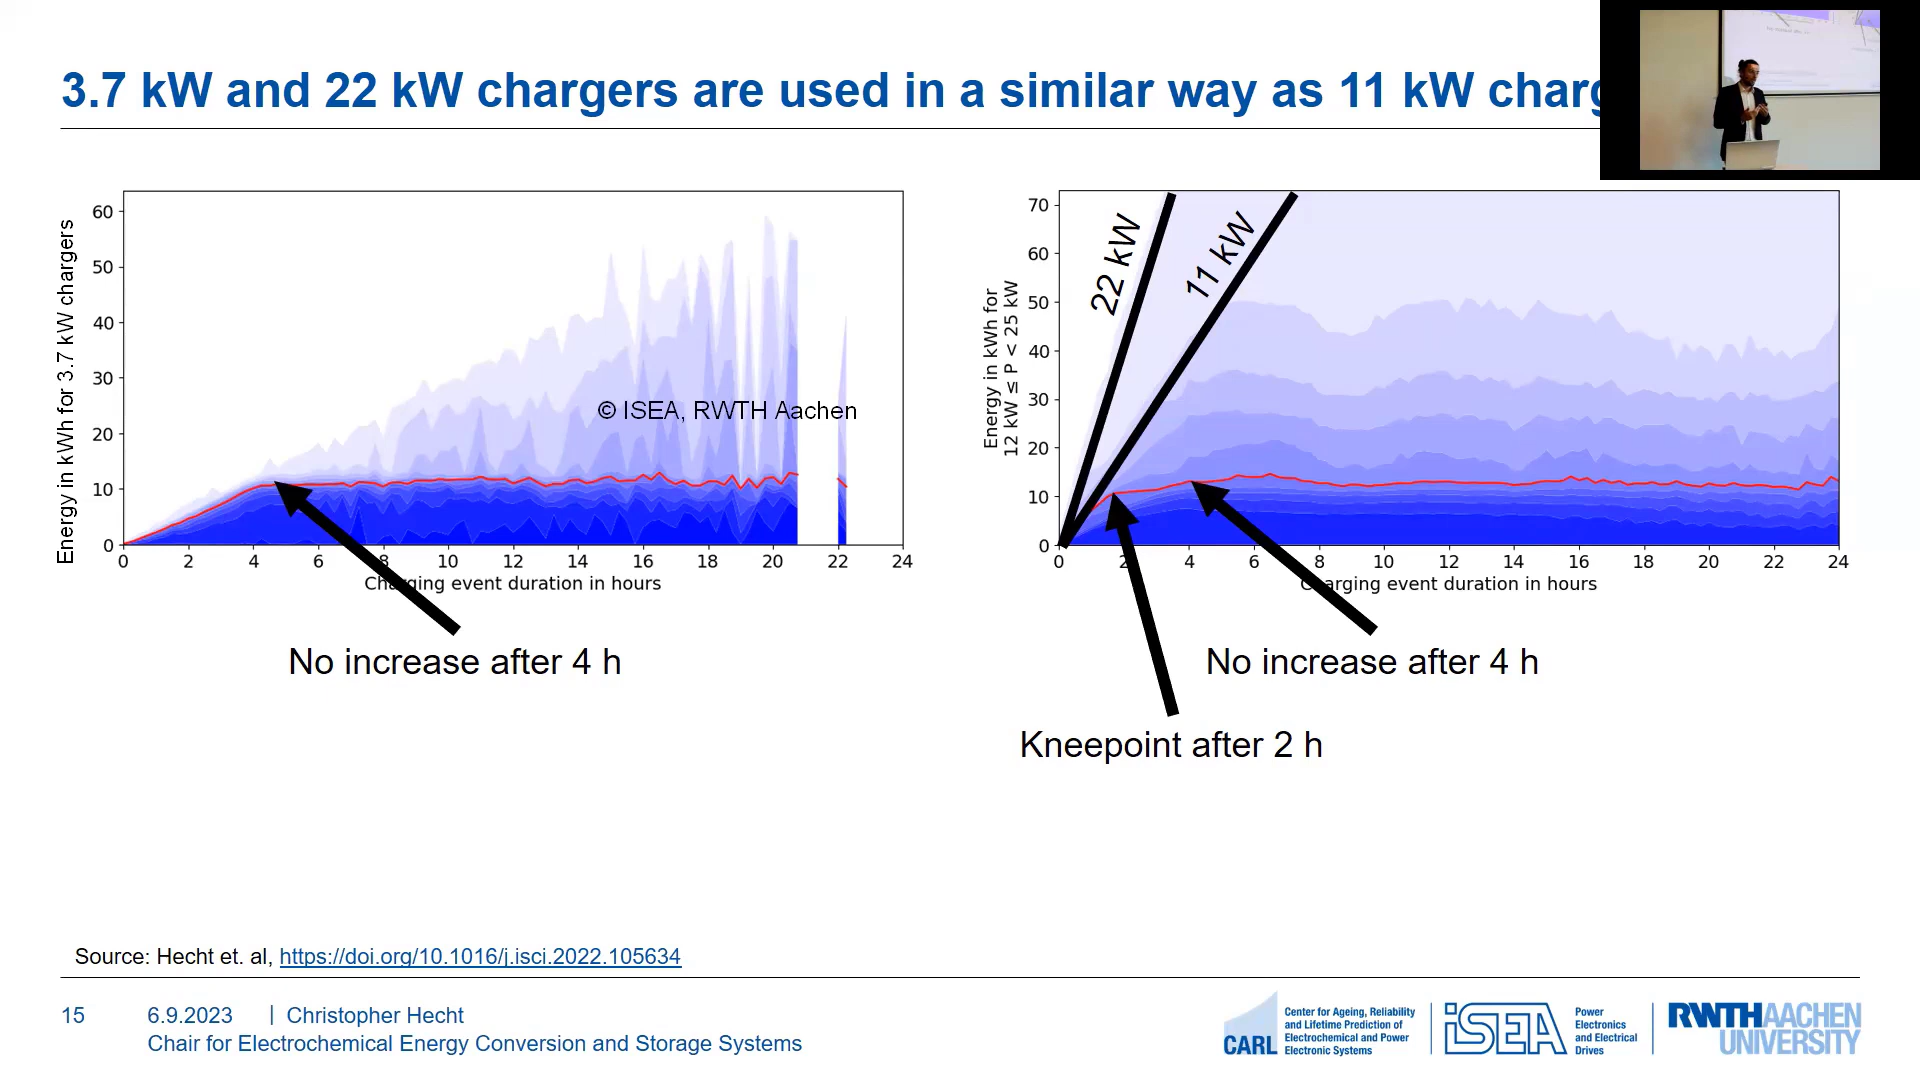 3.7 kW and 22 kW chargers are used in a similar way as 11 kW charg
Energy in kWh for 3.7 kW chargers
60
50
40
30
20
10
0
0 2 4 6 8 10 12 14 16 18 20 22 24
Charging event duration in hours
© ISEA, RWTH Aachen
No increase after 4 h
Energy in kWh for
12 kW ≤ P < 25 kW
70
60
50
40
30
20
10
0
22 kW
11 kW
0 2 4 6 8 10 12 14 16 18 20 22 24
Charging event duration in hours
No increase after 4 h
Kneepoint after 2 h
Source: Hecht et. al, https://doi.org/10.1016/j.isci.2022.105634
15 6.9.2023 | Christopher Hecht
Chair for Electrochemical Energy Conversion and Storage Systems
CARL
Center for Ageing, Reliability
and Lifetime Prediction of
Electrochemical and Power
Electronic Systems
iSEA
Power
Electronics
and Electrical
Drives
RWTHAACHEN
UNIVERSITY